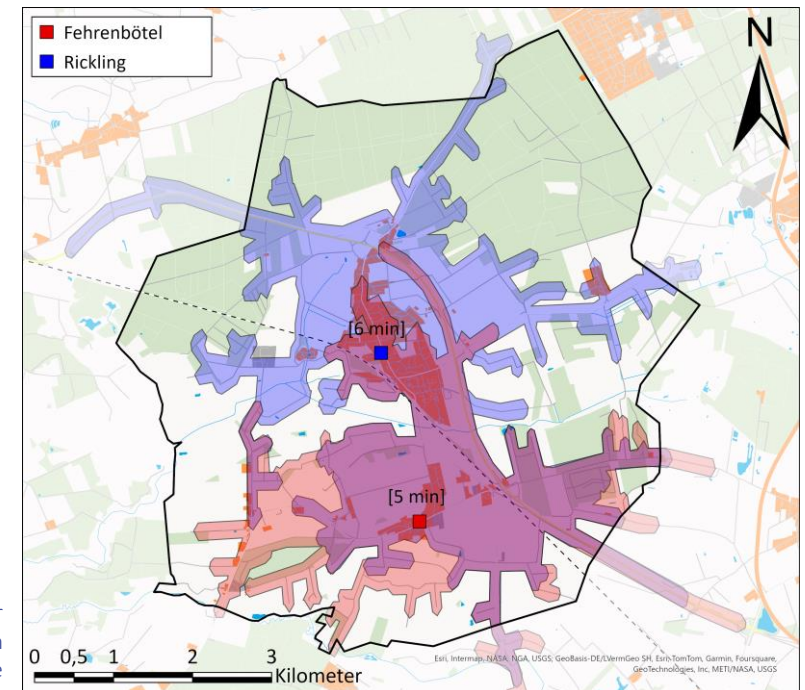 Fehrenbötel
Rickling
N
[6 min]
[5 min]
n
e
0 0,5 1 2 3
Kilometer
Esri, Intermap, NASA, NGA, USGS, GeoBasis-DE/LVermGeo SH, Esri, TomTom, Garmin, Foursquare,
GeoTechnologies, Inc, METI/NASA, USGS